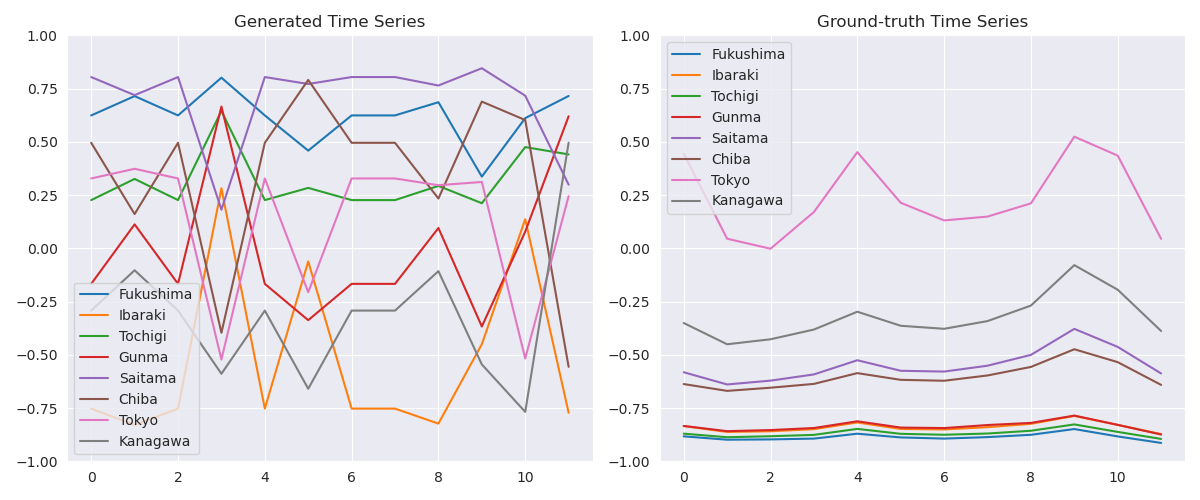 Generated Time Series
1.00
0.75
0.50
0.25
0.00
−0.25
−0.50
−0.75
−1.00
0 2 4 6 8 10
Fukushima
Ibaraki
Tochigi
Gunma
Saitama
Chiba
Tokyo
Kanagawa
Ground-truth Time Series
1.00
0.75
0.50
0.25
0.00
−0.25
−0.50
−0.75
−1.00
0 2 4 6 8 10
Fukushima
Ibaraki
Tochigi
Gunma
Saitama
Chiba
Tokyo
Kanagawa